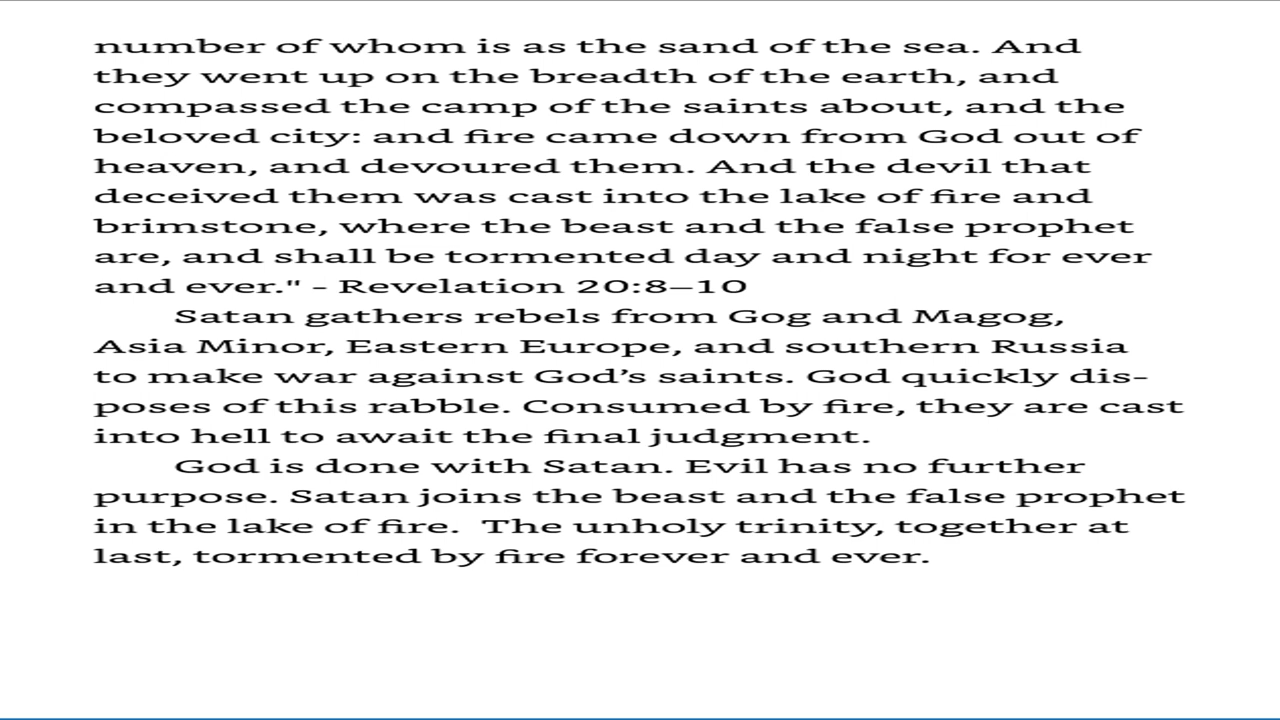 number of whom is as the sand of the sea. And
they went up on the breadth of the earth, and
compassed the camp of the saints about, and the
beloved city: and fire came down from God out of
heaven, and devoured them. And the devil that
deceived them was cast into the lake of fire and
brimstone, where the beast and the false prophet
are, and shall be tormented day and night for ever
and ever." - Revelation 20:8–10
Satan gathers rebels from Gog and Magog,
Asia Minor, Eastern Europe, and southern Russia
to make war against God’s saints. God quickly dis-
poses of this rabble. Consumed by fire, they are cast
into hell to await the final judgment.
God is done with Satan. Evil has no further
purpose. Satan joins the beast and the false prophet
in the lake of fire.  The unholy trinity, together at
last, tormented by fire forever and ever.